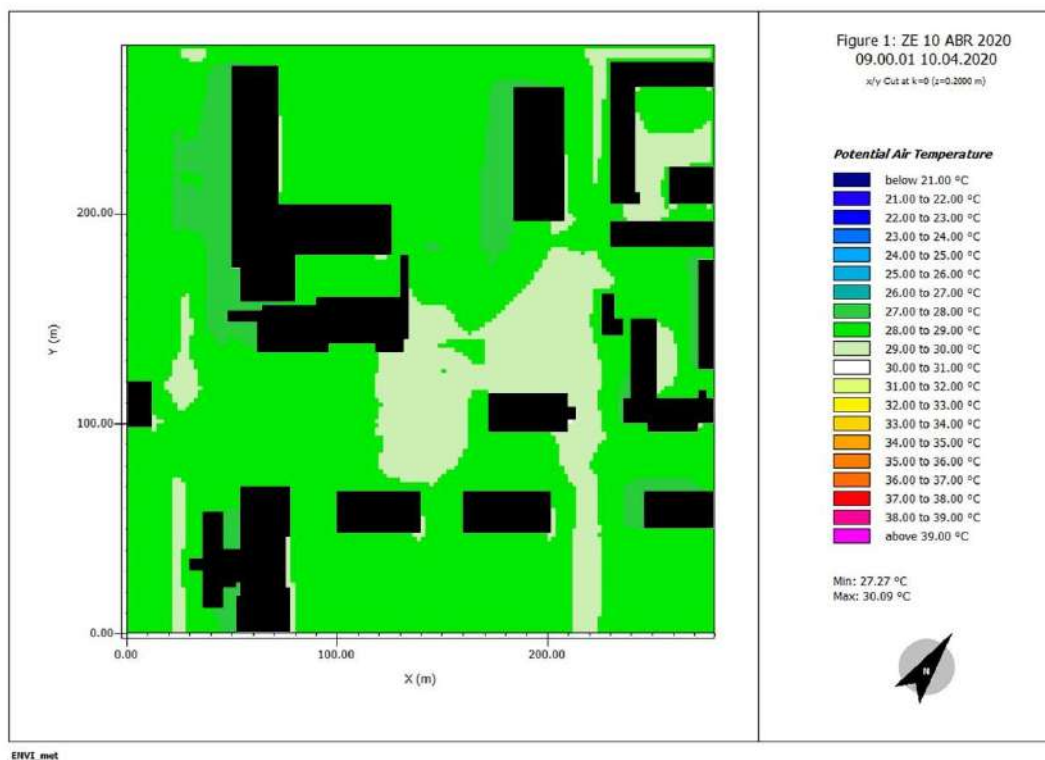 Figure 1: ZE 10 ABR 2020
09.00.01 10.04.2020
x/y Cut at k=0 (z=0.2000 m)
Potential Air Temperature
below 21.00 °C
21.00 to 22.00 °C
22.00 to 23.00 °C
23.00 to 24.00 °C
24.00 to 25.00 °C
25.00 to 26.00 °C
26.00 to 27.00 °C
27.00 to 28.00 °C
28.00 to 29.00 °C
29.00 to 30.00 °C
30.00 to 31.00 °C
31.00 to 32.00 °C
32.00 to 33.00 °C
33.00 to 34.00 °C
34.00 to 35.00 °C
35.00 to 36.00 °C
36.00 to 37.00 °C
37.00 to 38.00 °C
38.00 to 39.00 °C
above 39.00 °C
Min: 27.27 °C
Max: 30.09 °C
N
200.00
100.00
0.00
Y (m)
0.00 100.00 200.00
X (m)
ENVI_met